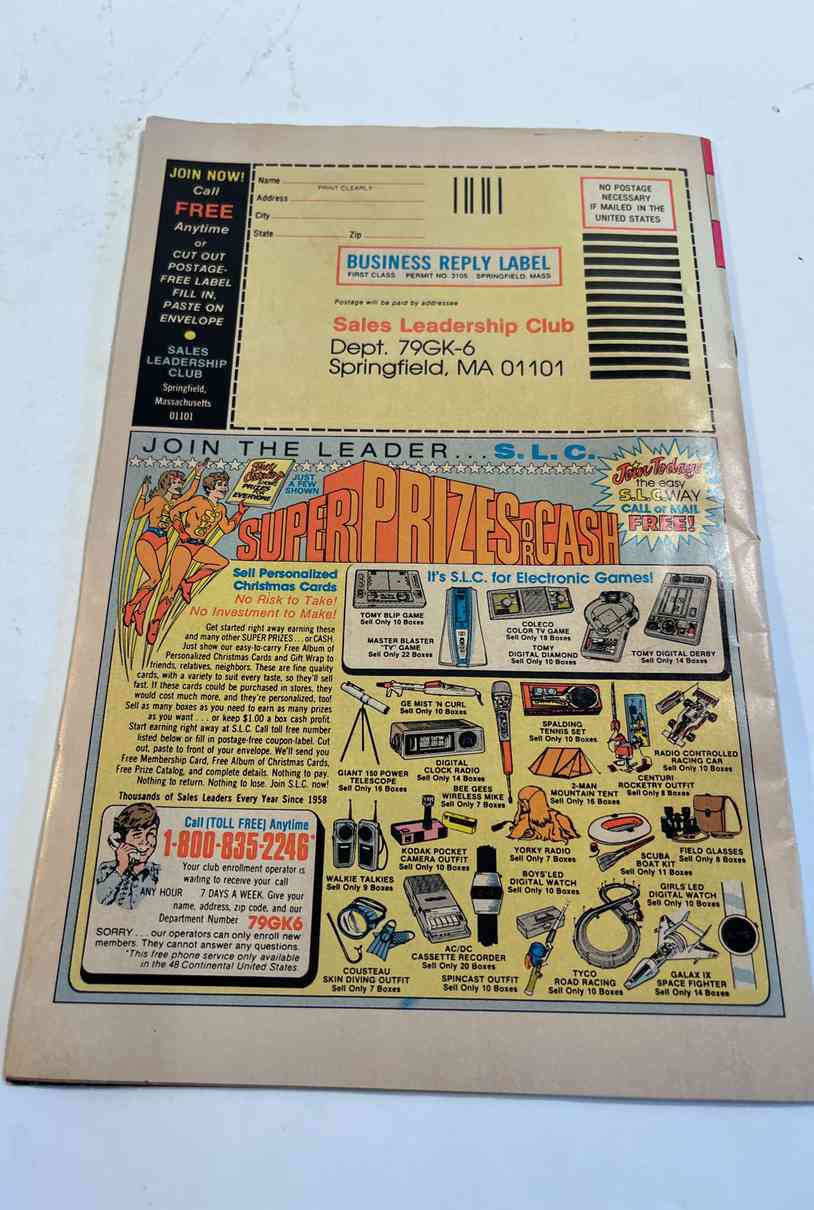 JOIN NOW!
Call
FREE
Anytime
or
CUT OUT
POSTAGE-
FREE LABEL
FILL IN,
PASTE ON
ENVELOPE
SALES
LEADERSHIP
CLUB
Springfield,
Massachusetts
01101
Name
PRINT CLEARLY
Address
City
State Zip
NO POSTAGE
NECESSARY
IF MAILED IN THE
UNITED STATES
BUSINESS REPLY LABEL
FIRST CLASS PERMIT NO. 3105 SPRINGFIELD, MASS
Postage will be paid by addressee
Sales Leadership Club
Dept. 79GK-6
Springfield, MA 01101
JOIN THE LEADER... S.L.C.
PRIZES
EVERYONE
JUST
A FEW
SHOWN
SUPER PRIZES OR CASH
Join Today
the easy
S.L.C. WAY
CALL or MAIL
FREE!
Sell Personalized
Christmas Cards
No Risk to Take!
No Investment to Make!
Get started right away earning these
and many other SUPER PRIZES...or CASH.
Just show our easy-to-carry Free Album of
Personalized Christmas Cards and Gift Wrap to
friends, relatives, neighbors. These are fine quality
cards, with a variety to suit every taste, so they'll sell
fast. If these cards could be purchased in stores, they
would cost much more, and they're personalized, too!
Sell as many boxes as you need to earn as many prizes
as you want . . . or keep $1.00 a box cash profit.
Start earning right away at S.L.C. Call toll free number
listed below or fill in postage-free coupon-label. Cut
out, paste to front of your envelope. We'll send you
Free Membership Card, Free Album of Christmas Cards,
Free Prize Catalog, and complete details. Nothing to pay.
Nothing to return. Nothing to lose. Join S.L.C. now!
Thousands of Sales Leaders Every Year Since 1958
Call (TOLL FREE) Anytime
1-800-835-2246*
Your club enrollment operator is
waiting to receive your call
ANY HOUR 7 DAYS A WEEK. Give your
name, address, zip code, and our
Department Number 79GK6
SORRY . . . our operators can only enroll new
members. They cannot answer any questions.
*This free phone service only available
in the 48 Continental United States.
It's S.L.C. for Electronic Games!
TOMY BLIP GAME
Sell Only 10 Boxes
MASTER BLASTER
"TV" GAME
Sell Only 22 Boxes
COLECO
COLOR TV GAME
Sell Only 18 Boxes
TOMY
DIGITAL DIAMOND
Sell Only 10 Boxes
TOMY DIGITAL DERBY
Sell Only 14 Boxes
GE MIST 'N CURL
Sell Only 10 Boxes
GIANT 150 POWER
TELESCOPE
Sell Only 16 Boxes
DIGITAL
CLOCK RADIO
Sell Only 14 Boxes
BEE GEES
WIRELESS MIKE
Sell Only 7 Boxes
SPALDING
TENNIS SET
Sell Only 10 Boxes
2-MAN
MOUNTAIN TENT
Sell Only 16 Boxes
CENTURI
ROCKETRY OUTFIT
Sell Only 8 Boxes
RADIO CONTROLLED
RACING CAR
Sell Only 10 Boxes
WALKIE TALKIES
Sell Only 9 Boxes
KODAK POCKET
CAMERA OUTFIT
Sell Only 10 Boxes
YORKY RADIO
Sell Only 7 Boxes
SCUBA
BOAT KIT
Sell Only 11 Boxes
FIELD GLASSES
Sell Only 8 Boxes
BOYS' LED
DIGITAL WATCH
Sell Only 10 Boxes
GIRLS' LED
DIGITAL WATCH
Sell Only 10 Boxes
COUSTEAU
SKIN DIVING OUTFIT
Sell Only 7 Boxes
AC/DC
CASSETTE RECORDER
Sell Only 20 Boxes
SPINCAST OUTFIT
Sell Only 10 Boxes
TYCO
ROAD RACING
Sell Only 10 Boxes
GALAX IX
SPACE FIGHTER
Sell Only 14 Boxes